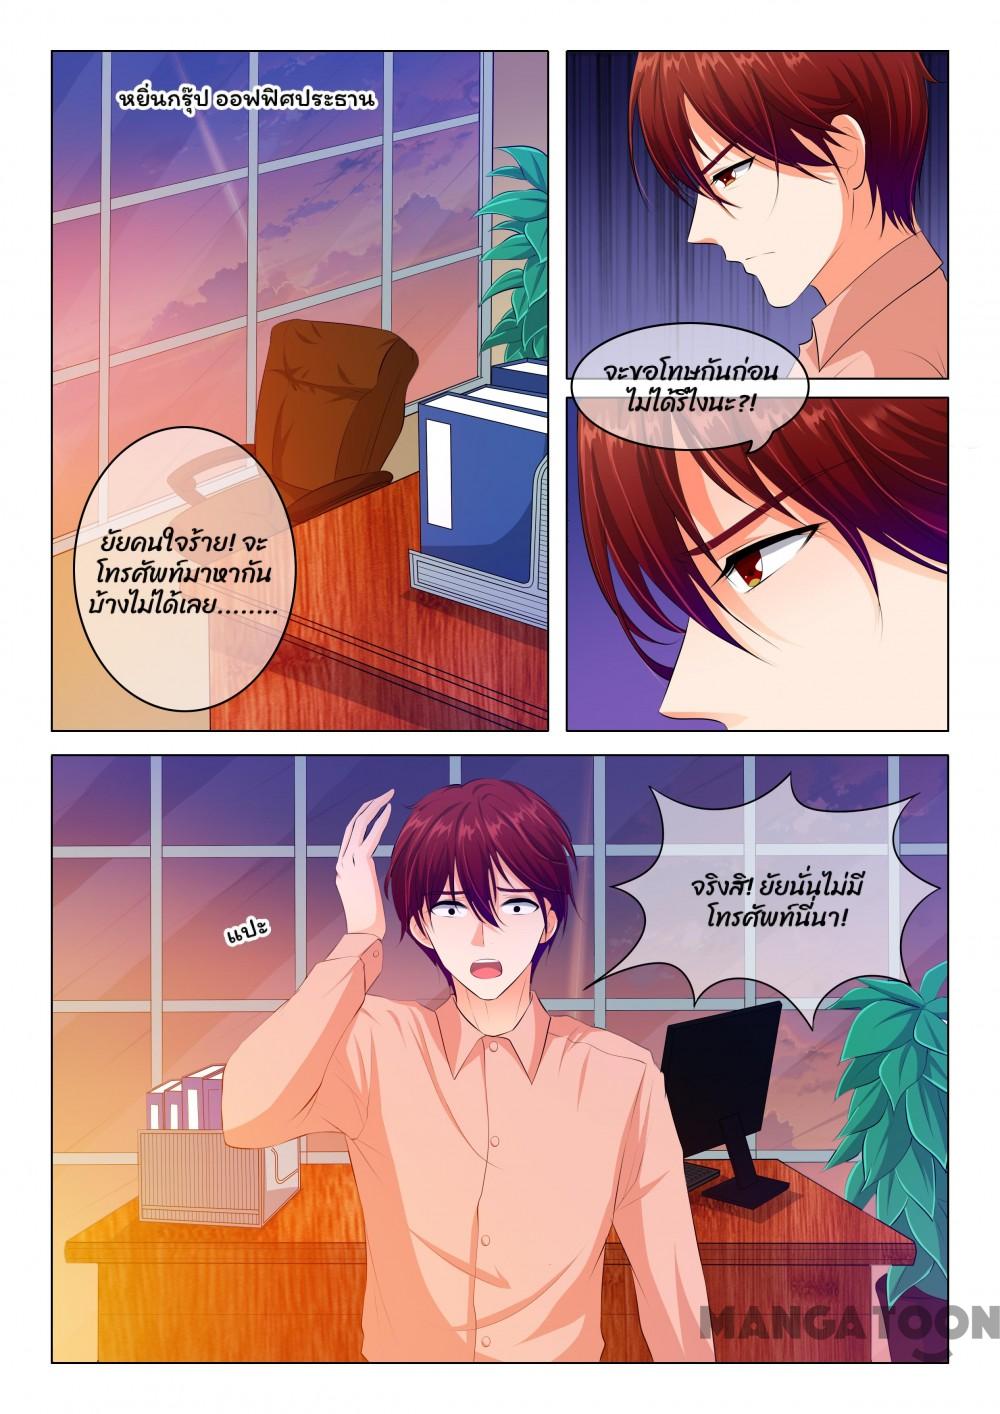 หยิ่นกรุ๊ป ออฟฟิศประธาน
ยัยคนใจร้าย! จะ
โทรศัพท์มาหากัน
บ้างไม่ได้เลย........
จะขอโทษกันก่อน
ไม่ได้รึไงนะ?!
แปะ
จริงสิ! ยัยนั่นไม่มี
โทรศัพท์นี่นา!
MANGATOON